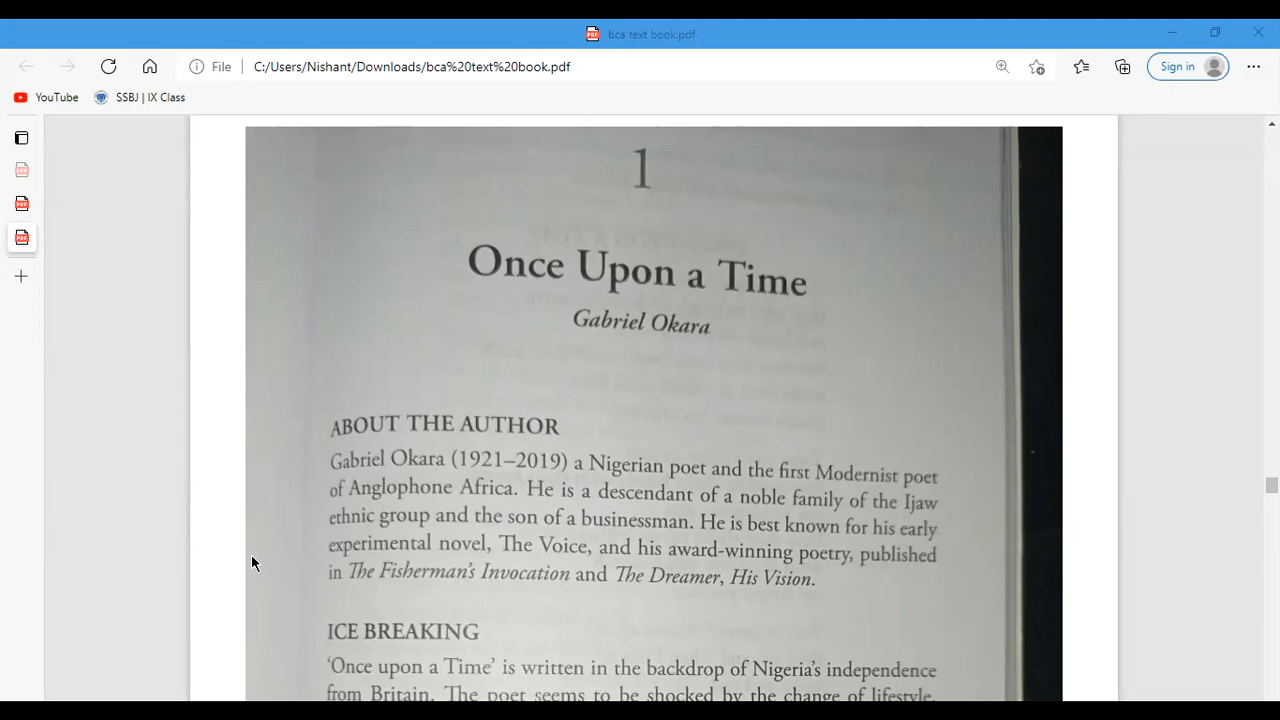 bca text book.pdf
File C:/Users/Nishant/Downloads/bca%20text%20book.pdf
Sign in
YouTube SSBJ | IX Class
1
Once Upon a Time
Gabriel Okara
ABOUT THE AUTHOR
Gabriel Okara (1921–2019) a Nigerian poet and the first Modernist poet
of Anglophone Africa. He is a descendant of a noble family of the Ijaw
ethnic group and the son of a businessman. He is best known for his early
experimental novel, The Voice, and his award-winning poetry, published
in The Fisherman's Invocation and The Dreamer, His Vision.
ICE BREAKING
'Once upon a Time' is written in the backdrop of Nigeria's independence
from Britain. The poet seems to be shocked by the change of lifestyle,